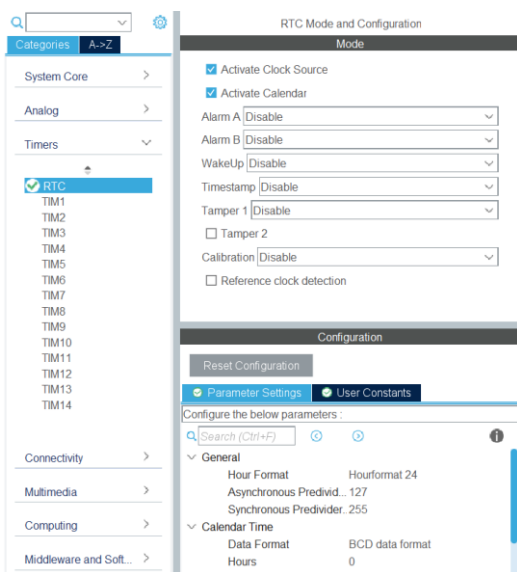 RTC Mode and Configuration
Categories A->Z
Mode
System Core
Activate Clock Source
Activate Calendar
Analog
Alarm A Disable
Alarm B Disable
Timers
WakeUp Disable
Timestamp Disable
RTC
Tamper 1 Disable
TIM1
TIM2
Tamper 2
TIM3
TIM4
Calibration Disable
TIM5
TIM6
Reference clock detection
TIM7
TIM8
TIM9
TIM10
Configuration
TIM11
TIM12
Reset Configuration
TIM13
TIM14
Parameter Settings User Constants
Configure the below parameters :
Search (Ctrl+F)
Connectivity
General
Hour Format Hourformat 24
Multimedia
Asynchronous Predivid... 127
Synchronous Predivider.. 255
Computing
Calendar Time
Data Format BCD data format
Middleware and Soft...
Hours 0